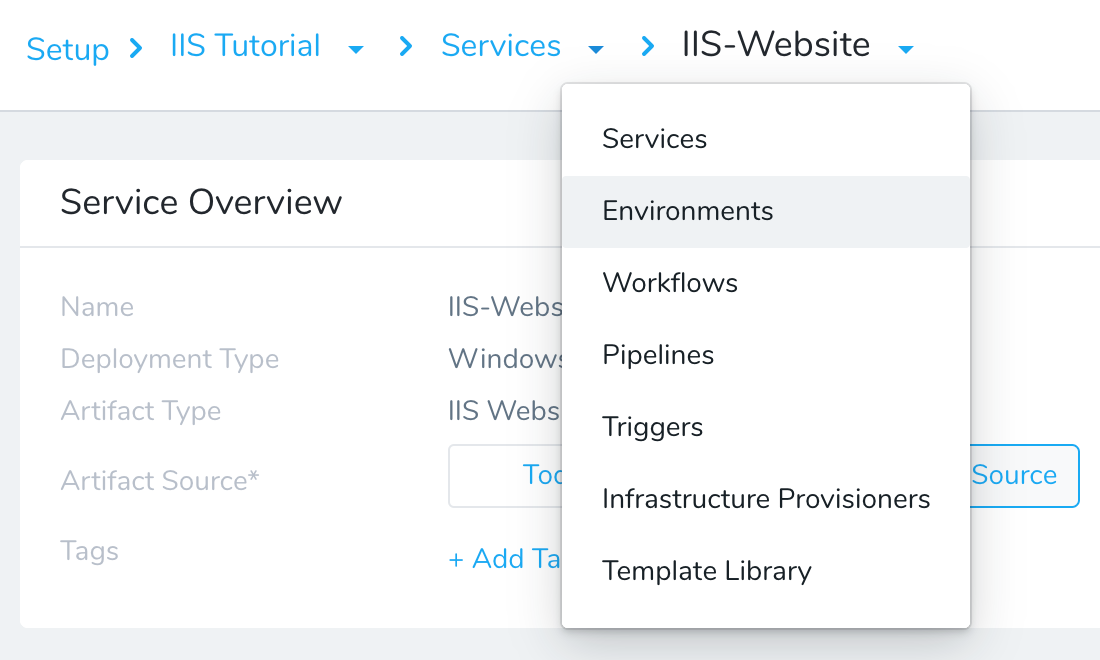 Setup IIS Tutorial Services IIS-Website
Services
Environments
Workflows
Pipelines
Triggers
Infrastructure Provisioners
Template Library
Service Overview
Name IIS-Webs
Deployment Type Windows
Artifact Type IIS Webs
Artifact Source* Source
Tags + Add